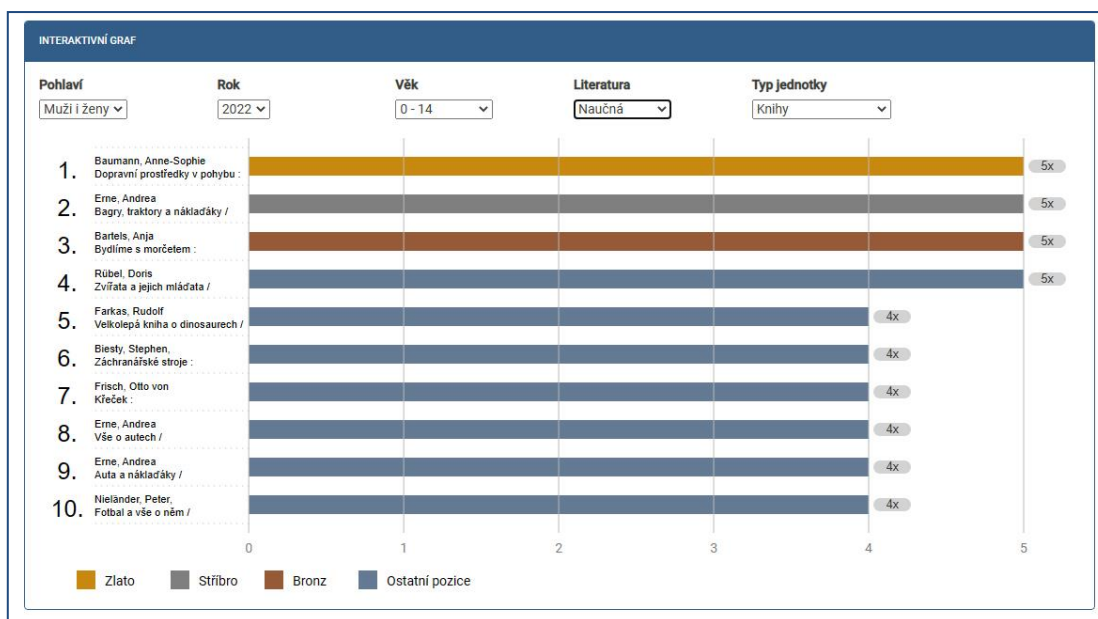 INTERAKTIVNÍ GRAF
Pohlaví Rok Věk Literatura Typ jednotky
Muži i ženy 2022 0 - 14 Naučná Knihy
1. Baumann, Anne-Sophie
Dopravní prostředky v pohybu : 5x
2. Erne, Andrea
Bagry, traktory a náklaďáky / 5x
3. Bartels, Anja
Bydlíme s morčetem : 5x
4. Rübel, Doris
Zvířata a jejich mláďata / 5x
5. Farkas, Rudolf
Velkolepá kniha o dinosaurech / 4x
6. Biesty, Stephen,
Záchranářské stroje : 4x
7. Frisch, Otto von
Křeček : 4x
8. Erne, Andrea
Vše o autech / 4x
9. Erne, Andrea
Auta a náklaďáky / 4x
10. Nieländer, Peter,
Fotbal a vše o něm / 4x
0 1 2 3 4 5
Zlato Stříbro Bronz Ostatní pozice